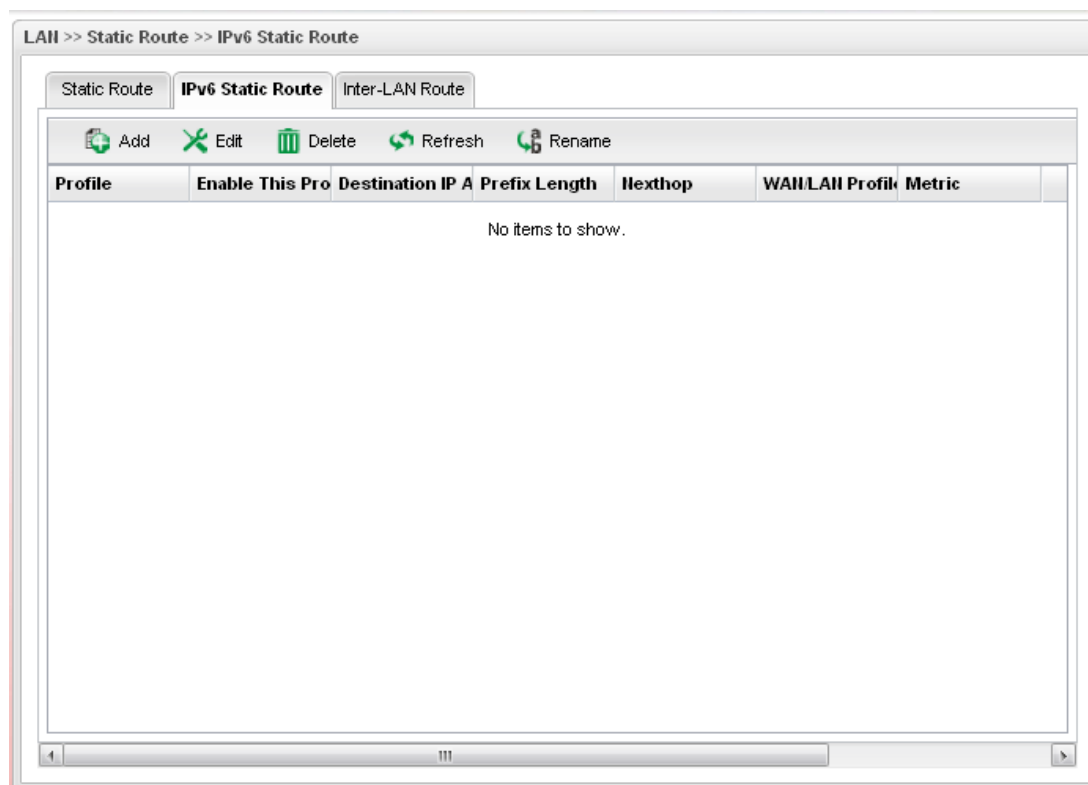 LAN >> Static Route >> IPv6 Static Route
Static Route IPv6 Static Route Inter-LAN Route
Add Edit Delete Refresh Rename
Profile Enable This Pro Destination IP A Prefix Length Nexthop WAN/LAN Profil Metric
No items to show.